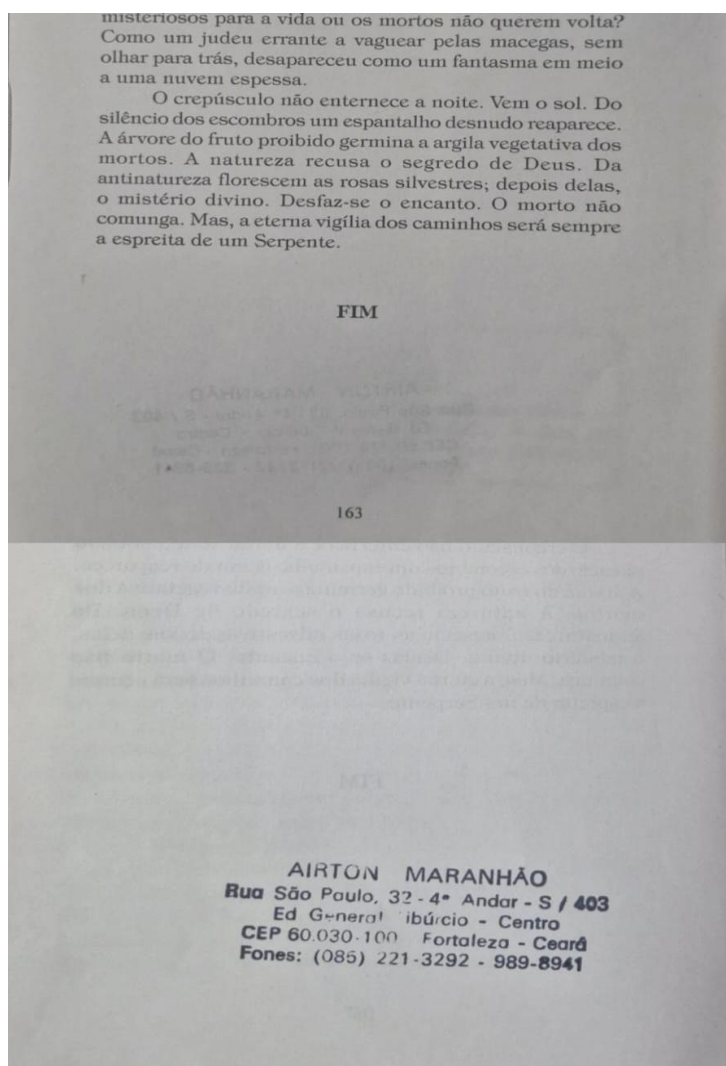 misteriosos para a vida ou os mortos não querem volta?
Como um judeu errante a vaguear pelas macegas, sem
olhar para trás, desapareceu como um fantasma em meio
a uma nuvem espessa.
O crepúsculo não enternece a noite. Vem o sol. Do
silêncio dos escombros um espantalho desnudo reaparece.
A árvore do fruto proibido germina a argila vegetativa dos
mortos. A natureza recusa o segredo de Deus. Da
antinatureza florescem as rosas silvestres; depois delas,
o mistério divino. Desfaz-se o encanto. O morto não
comunga. Mas, a eterna vigília dos caminhos será sempre
a espreita de um Serpente.
FIM
163
AIRTON MARANHÃO
Rua São Paulo, 32 - 4º Andar - S / 403
Ed General ibúrcio - Centro
CEP 60.030-100 Fortaleza - Ceará
Fones: (085) 221-3292 - 989-8941